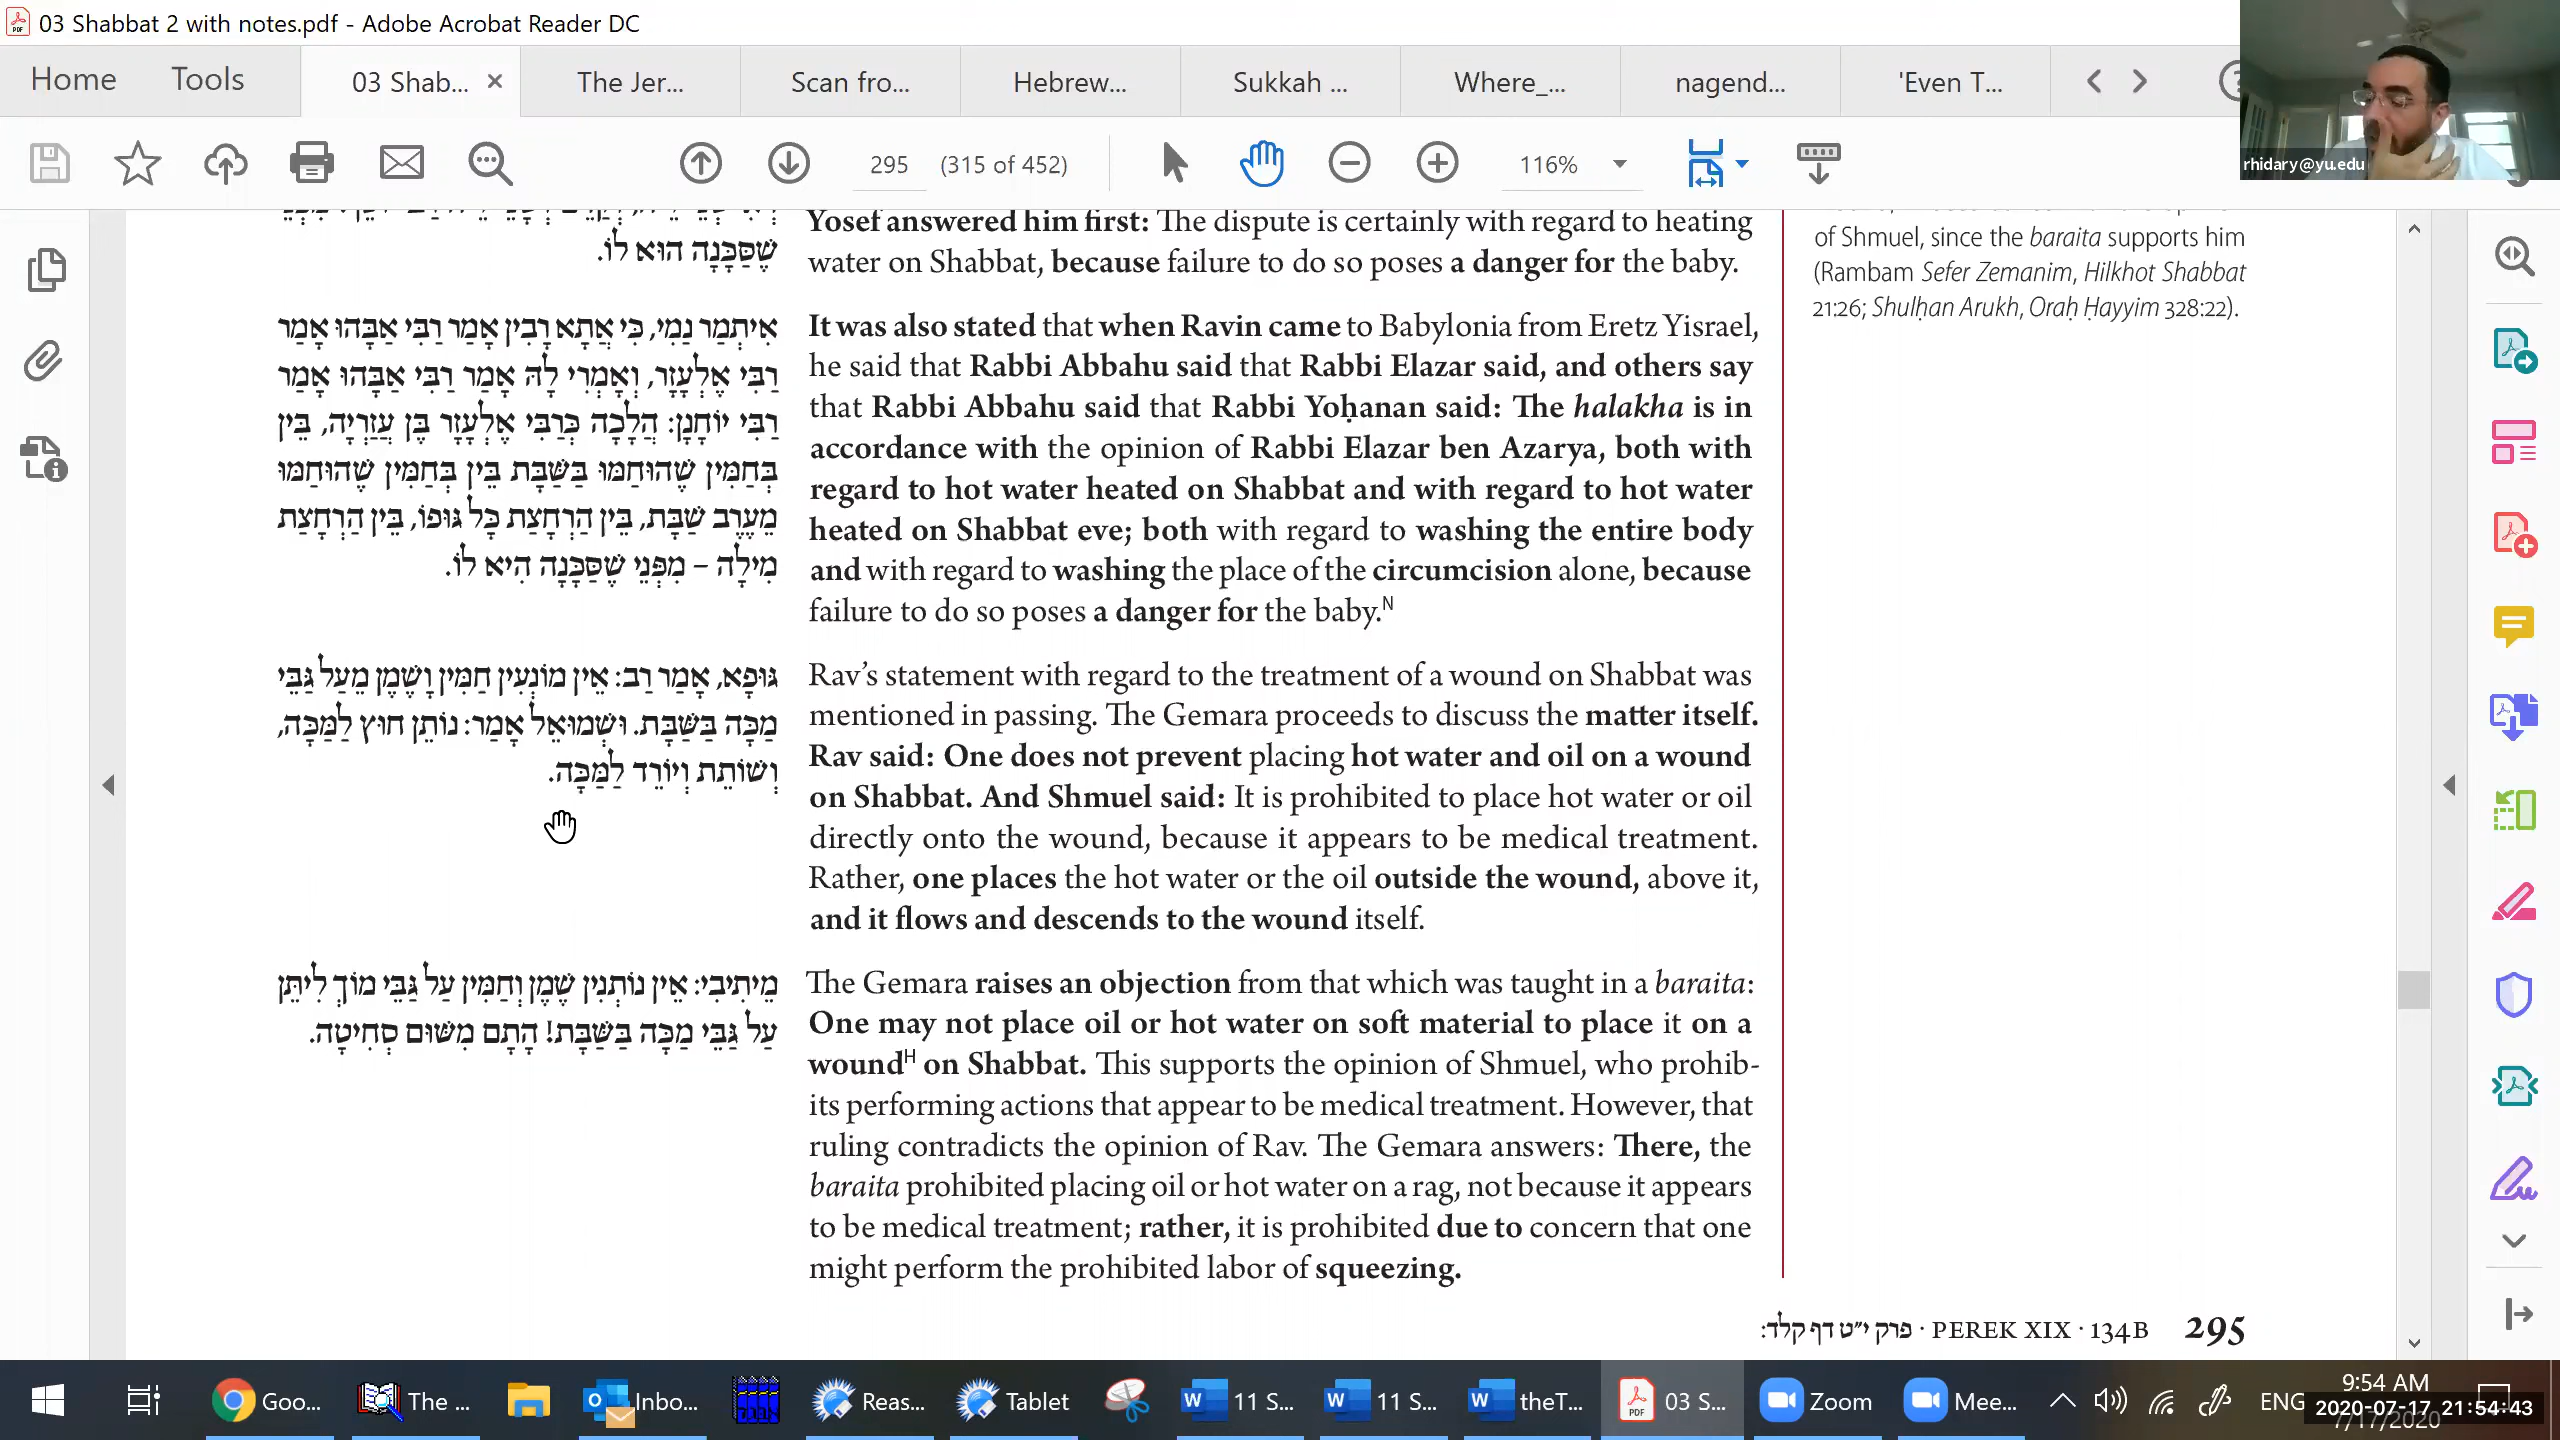 03 Shabbat 2 with notes.pdf - Adobe Acrobat Reader DC
Home
Tools
03 Shab...
The Jer...
Scan fro...
Hebrew...
Sukkah ...
Where_...
nagend...
'Even T...
295
(315 of 452)
116%
rhidary@yu.edu
שֶׁסַּכָּנָה הוּא לוֹ.
אִיתְּמַר נַמֵי, כִּי אֲתָא רָבִין אָמַר רַבִּי אַבָּהוּ אָמַר
רַבִּי אֶלְעָזָר, וְאָמְרִי לָהּ אָמַר רַבִּי אַבָּהוּ אָמַר
רַבִּי יוֹחָנָן: הֲלָכָה כְּרַבִּי אֶלְעָזָר בֶּן עֲזַרְיָה, בֵּין
בְּחַמִּין שֶׁהוּחַמּוּ בַּשַּׁבָּת בֵּין בְּחַמִּין שֶׁהוּחַמּוּ
מֵעֶרֶב שַׁבָּת, בֵּין הַרְחָצַת כָּל גּוּפוֹ, בֵּין הַרְחָצַת
מִילָה – מִפְּנֵי שֶׁסַּכָּנָה הִיא לוֹ.
גּוּפָא, אָמַר רַב: אֵין מוֹנְעִין חַמִּין וָשֶׁמֶן מֵעַל גַּבֵּי
מַכָּה בַּשַּׁבָּת. וּשְׁמוּאֵל אָמַר: נוֹתֵן חוּץ לַמַּכָּה,
וְשׁוֹתֵת וְיוֹרֵד לַמַּכָּה.
מֵיתִיבִי: אֵין נוֹתְנִין שֶׁמֶן וְחַמִּין עַל גַּבֵּי מוֹךְ לִיתֵּן
עַל גַּבֵּי מַכָּה בַּשַּׁבָּת! הָתָם מִשּׁוּם סְחִיטָה.
Yosef answered him first: The dispute is certainly with regard to heating
water on Shabbat, because failure to do so poses a danger for the baby.
It was also stated that when Ravin came to Babylonia from Eretz Yisrael,
he said that Rabbi Abbahu said that Rabbi Elazar said, and others say
that Rabbi Abbahu said that Rabbi Yoḥanan said: The halakha is in
accordance with the opinion of Rabbi Elazar ben Azarya, both with
regard to hot water heated on Shabbat and with regard to hot water
heated on Shabbat eve; both with regard to washing the entire body
and with regard to washing the place of the circumcision alone, because
failure to do so poses a danger for the baby.N
Rav's statement with regard to the treatment of a wound on Shabbat was
mentioned in passing. The Gemara proceeds to discuss the matter itself.
Rav said: One does not prevent placing hot water and oil on a wound
on Shabbat. And Shmuel said: It is prohibited to place hot water or oil
directly onto the wound, because it appears to be medical treatment.
Rather, one places the hot water or the oil outside the wound, above it,
and it flows and descends to the wound itself.
The Gemara raises an objection from that which was taught in a baraita:
One may not place oil or hot water on soft material to place it on a
woundH on Shabbat. This supports the opinion of Shmuel, who prohib-
its performing actions that appear to be medical treatment. However, that
ruling contradicts the opinion of Rav. The Gemara answers: There, the
baraita prohibited placing oil or hot water on a rag, not because it appears
to be medical treatment; rather, it is prohibited due to concern that one
might perform the prohibited labor of squeezing.
of Shmuel, since the baraita supports him
(Rambam Sefer Zemanim, Hilkhot Shabbat
21:26; Shulḥan Arukh, Oraḥ Ḥayyim 328:22).
פרק י״ט דף קלד: · PEREK XIX · 134B 295
Goo...
The ...
Inbo...
Reas...
Tablet
11 S...
11 S...
theT...
03 S...
Zoom
Mee...
ENG
9:54 AM
2020-07-17 21:54:43
7/17/2020